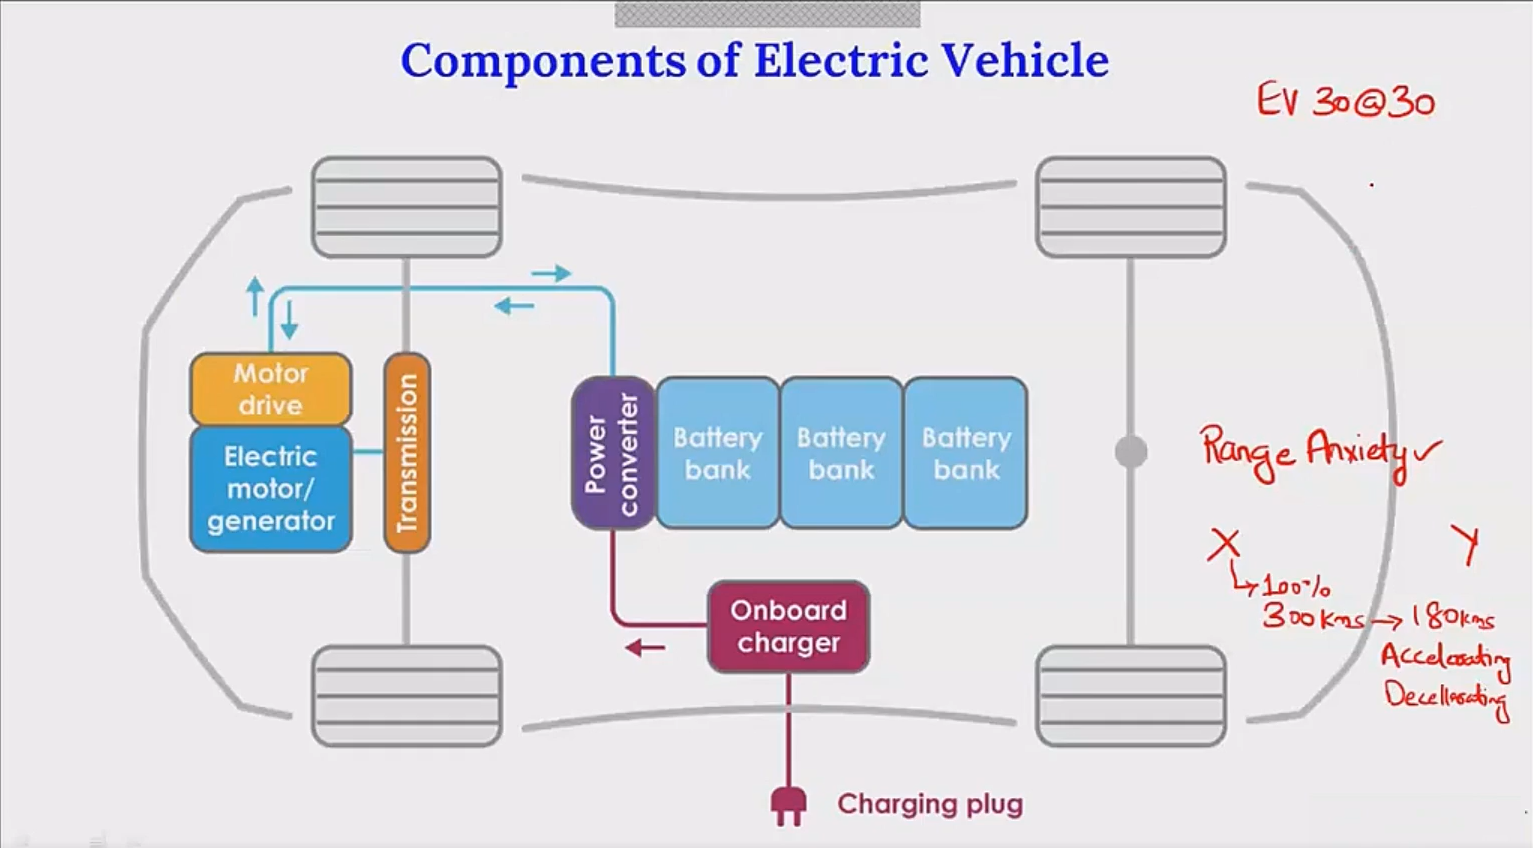 Components of Electric Vehicle
EV 30@30
Motor
drive
Electric
motor/
generator
Transmission
Power
converter
Battery
bank
Battery
bank
Battery
bank
Range Anxiety✓
X
Y
↳100%
300kms → 180kms
Accelerating
Decellerating
Onboard
charger
Charging plug